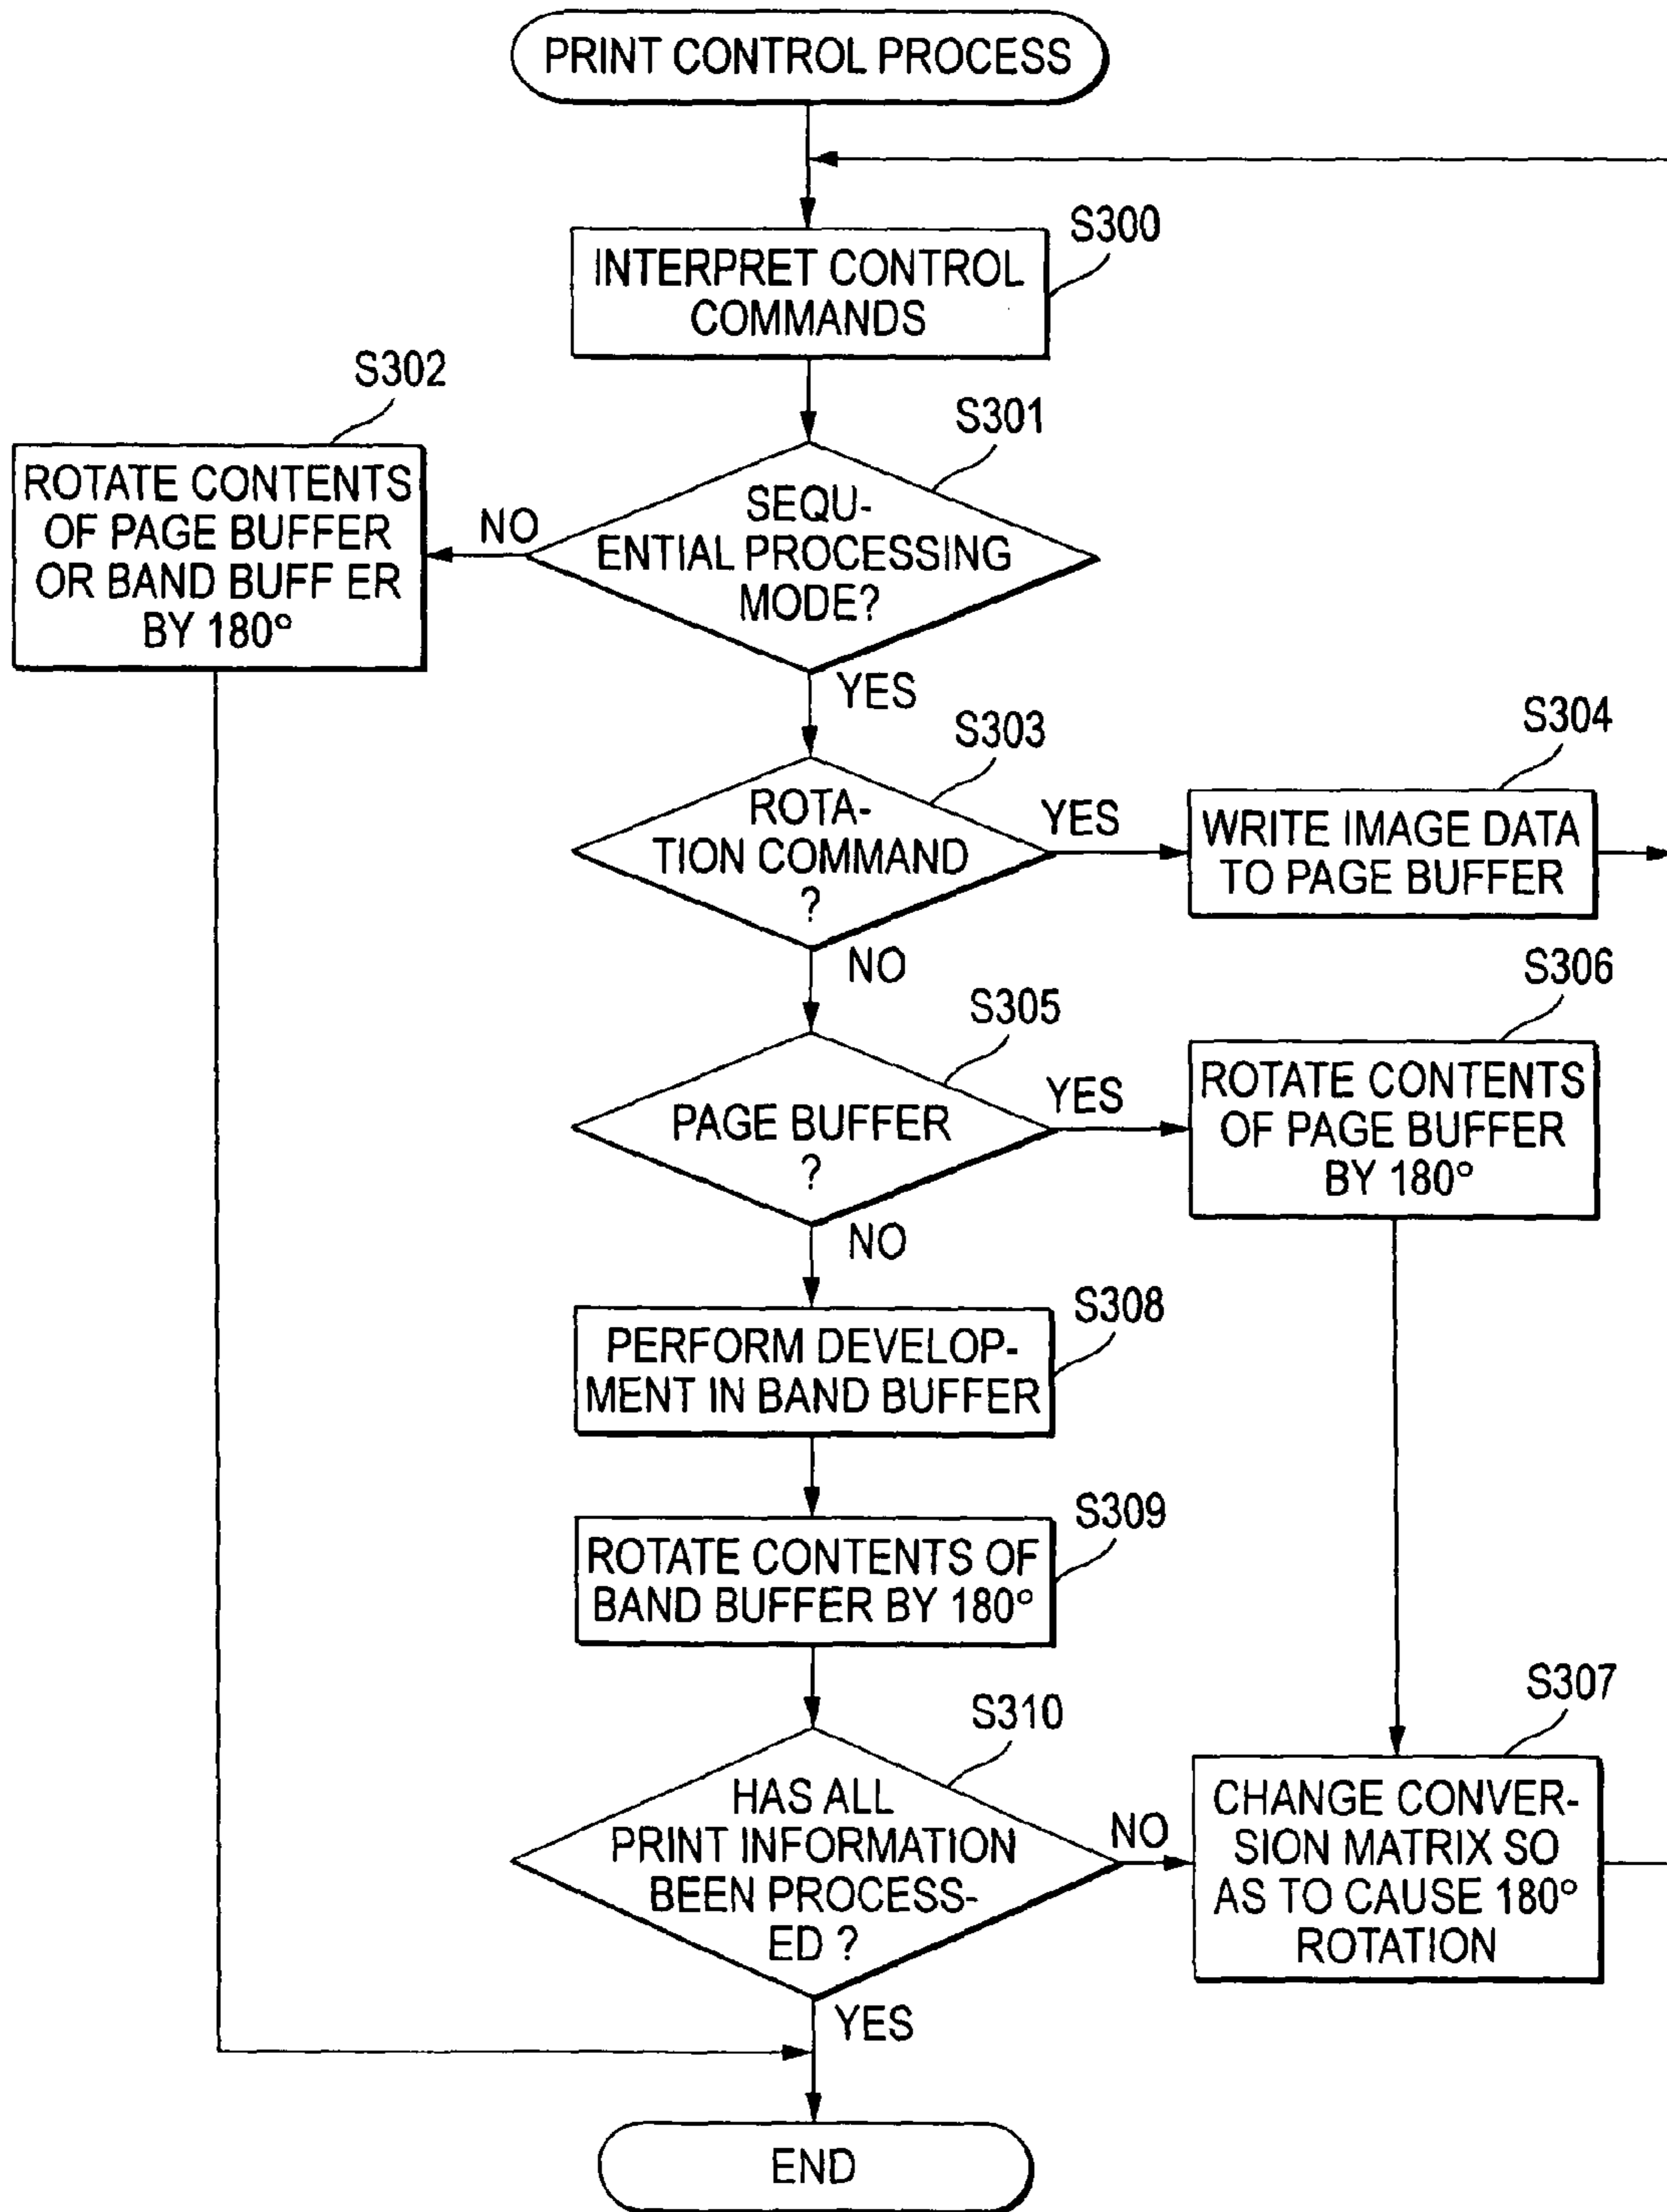 PRINT CONTROL PROCESS
S300
INTERPRET CONTROL
COMMANDS
S302
S301
ROTATE CONTENTS
OF PAGE BUFFER
OR BAND BUFF ER
BY 180°
NO
SEQU-
ENTIAL PROCESSING
MODE?
YES
S303
S304
ROTA-
TION COMMAND
?
YES
WRITE IMAGE DATA
TO PAGE BUFFER
NO
S305
S306
PAGE BUFFER
?
YES
ROTATE CONTENTS
OF PAGE BUFFER
BY 180°
NO
S308
PERFORM DEVELOP-
MENT IN BAND BUFFER
S309
ROTATE CONTENTS OF
BAND BUFFER BY 180°
S310
S307
HAS ALL
PRINT INFORMATION
BEEN PROCESS-
ED ?
NO
CHANGE CONVER-
SION MATRIX SO
AS TO CAUSE 180°
ROTATION
YES
END